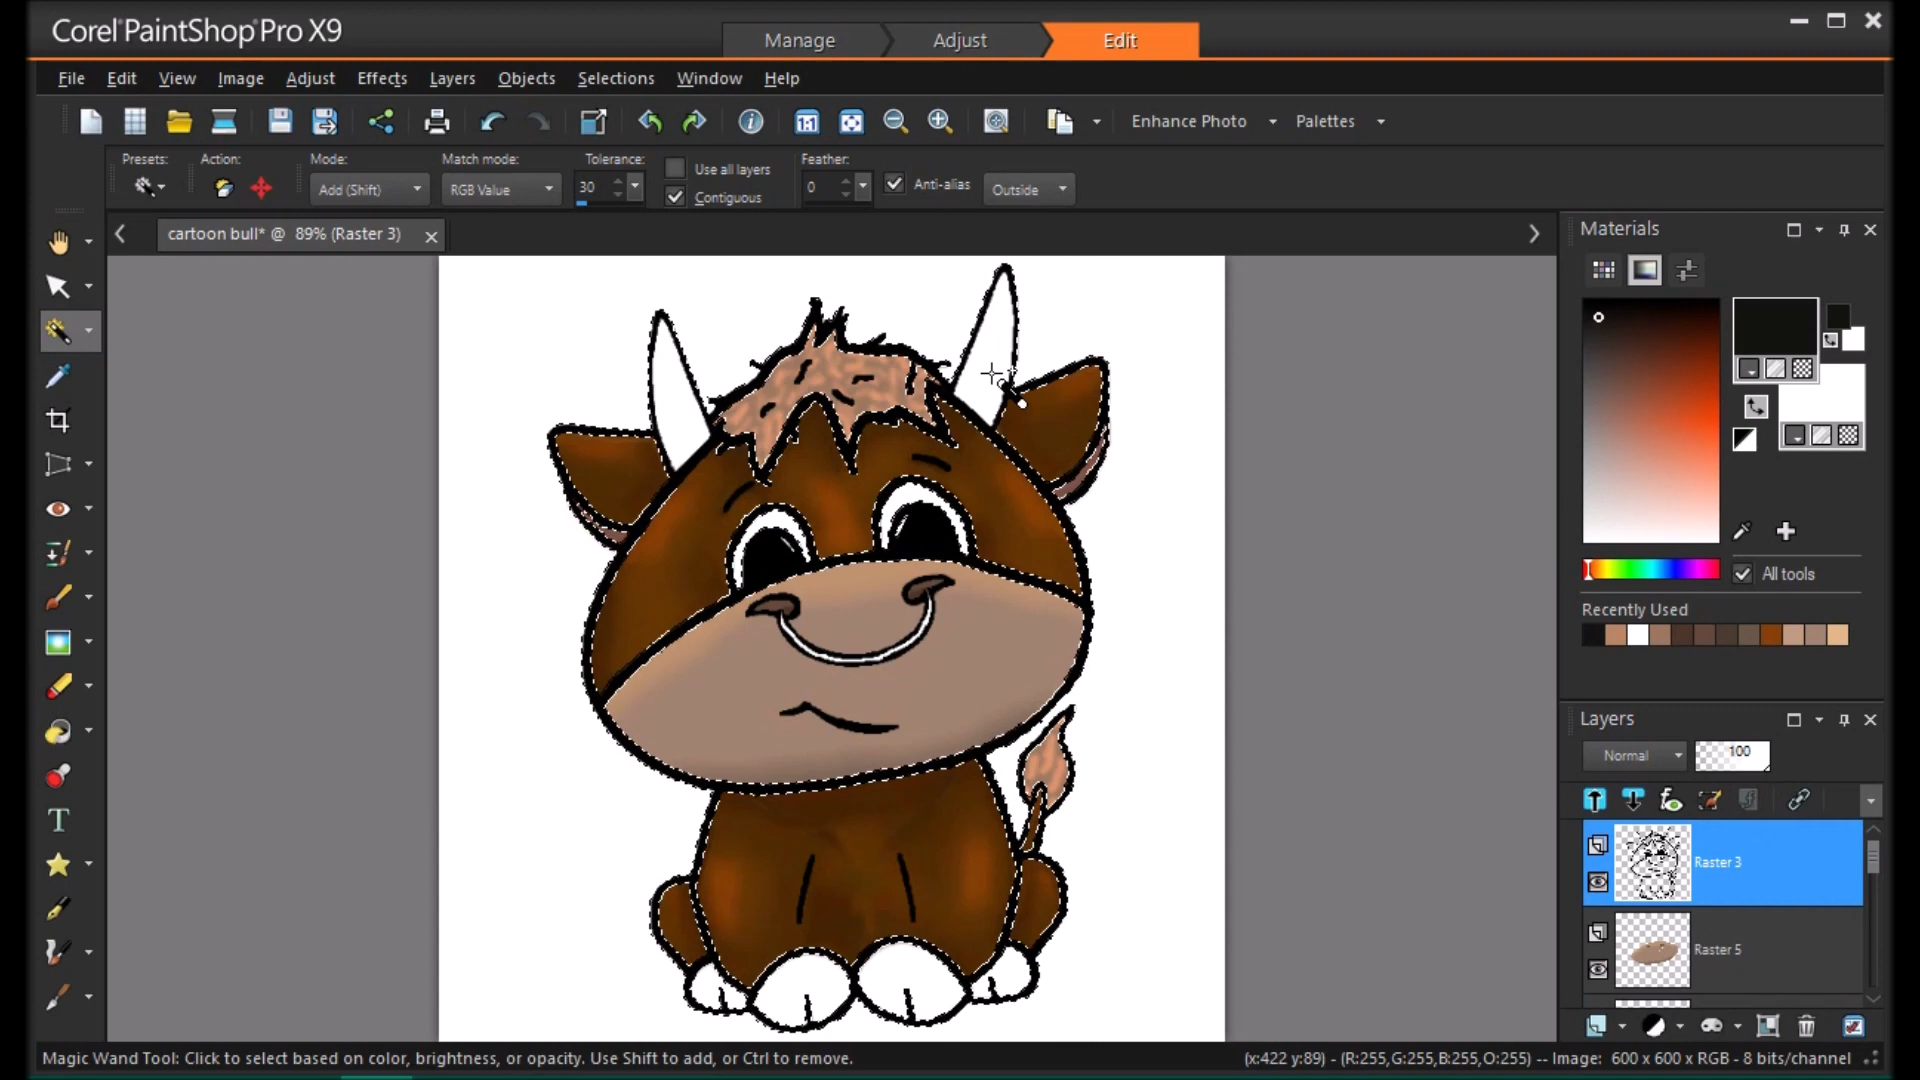 Corel PaintShop Pro X9
Manage Adjust Edit
File Edit View Image Adjust Effects Layers Objects Selections Window Help
1:1 Enhance Photo Palettes
Presets: Action: Mode: Match mode: Tolerance: Use all layers Feather:
Add (Shift) RGB Value 30 Contiguous 0 Anti-alias Outside
cartoon bull* @ 89% (Raster 3)
Materials
All tools
Recently Used
Layers
Normal 100
Raster 3
Raster 5
Magic Wand Tool: Click to select based on color, brightness, or opacity. Use Shift to add, or Ctrl to remove. (x:422 y:89) - (R:255,G:255,B:255,O:255) -- Image: 600 x 600 x RGB - 8 bits/channel